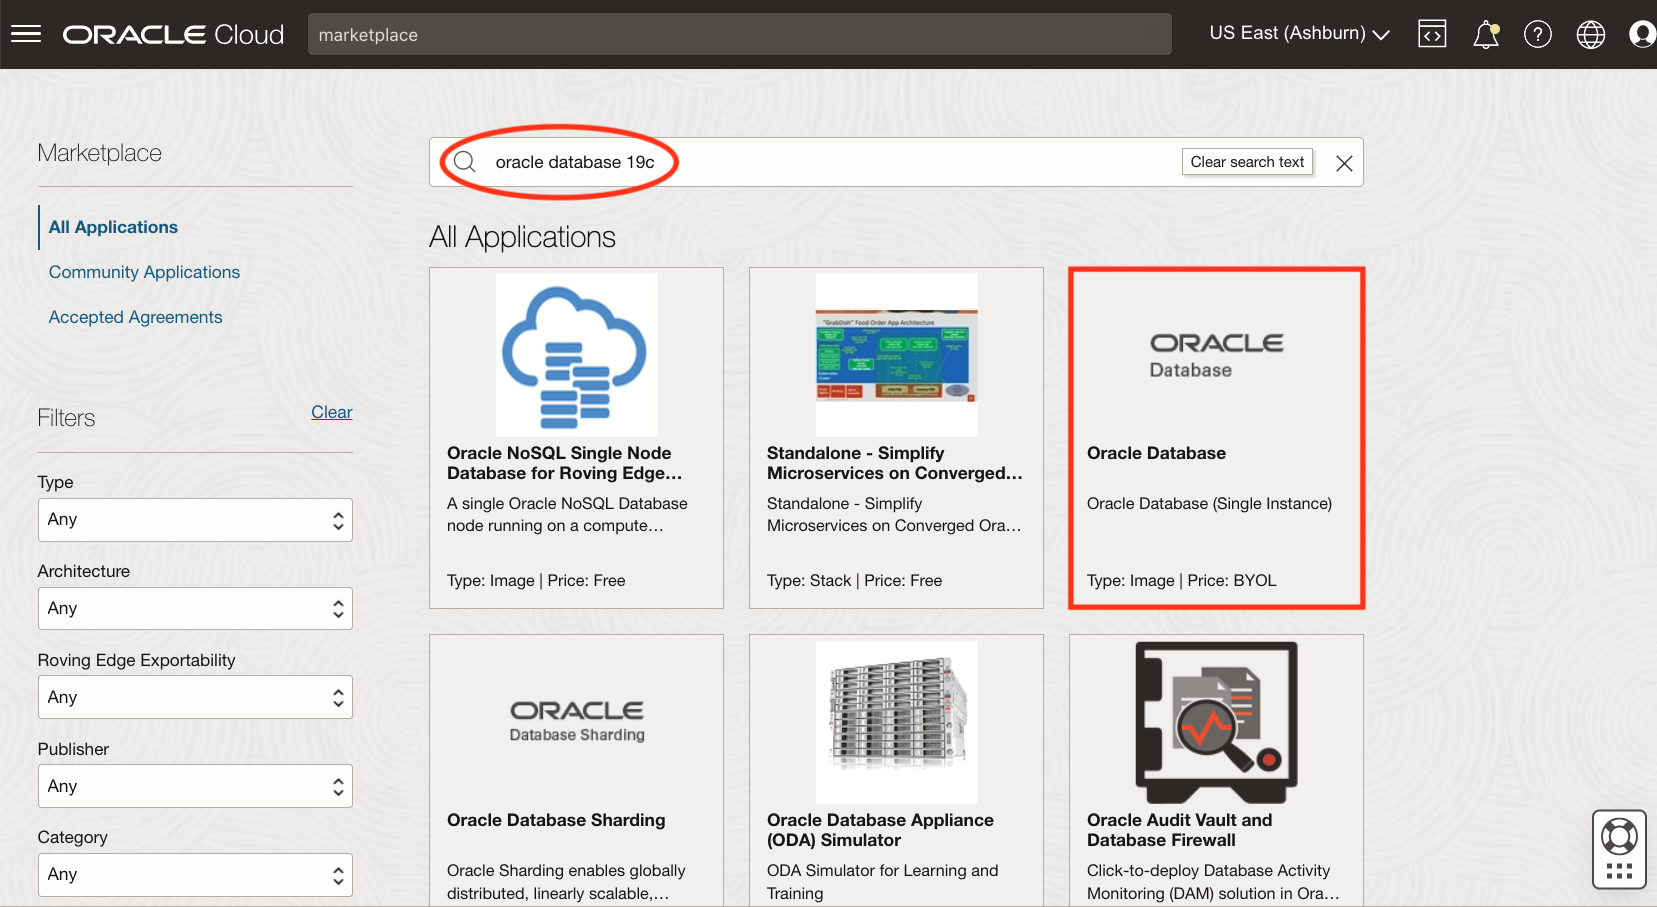 ORACLE Cloud
marketplace
US East (Ashburn)
Marketplace
All Applications
Community Applications
Accepted Agreements
Filters
Clear
Type
Any
Architecture
Any
Roving Edge Exportability
Any
Publisher
Any
Category
Any
oracle database 19c
Clear search text
All Applications
Oracle NoSQL Single Node
Database for Roving Edge...
A single Oracle NoSQL Database
node running on a compute...
Type: Image | Price: Free
"GrabDish" Food Order App Architecture
Standalone - Simplify
Microservices on Converged...
Standalone - Simplify
Microservices on Converged Ora...
Type: Stack | Price: Free
ORACLE
Database
Oracle Database
Oracle Database (Single Instance)
Type: Image | Price: BYOL
ORACLE
Database Sharding
Oracle Database Sharding
Oracle Sharding enables globally
distributed, linearly scalable,...
Oracle Database Appliance
(ODA) Simulator
ODA Simulator for Learning and
Training
Oracle Audit Vault and
Database Firewall
Click-to-deploy Database Activity
Monitoring (DAM) solution in Ora...